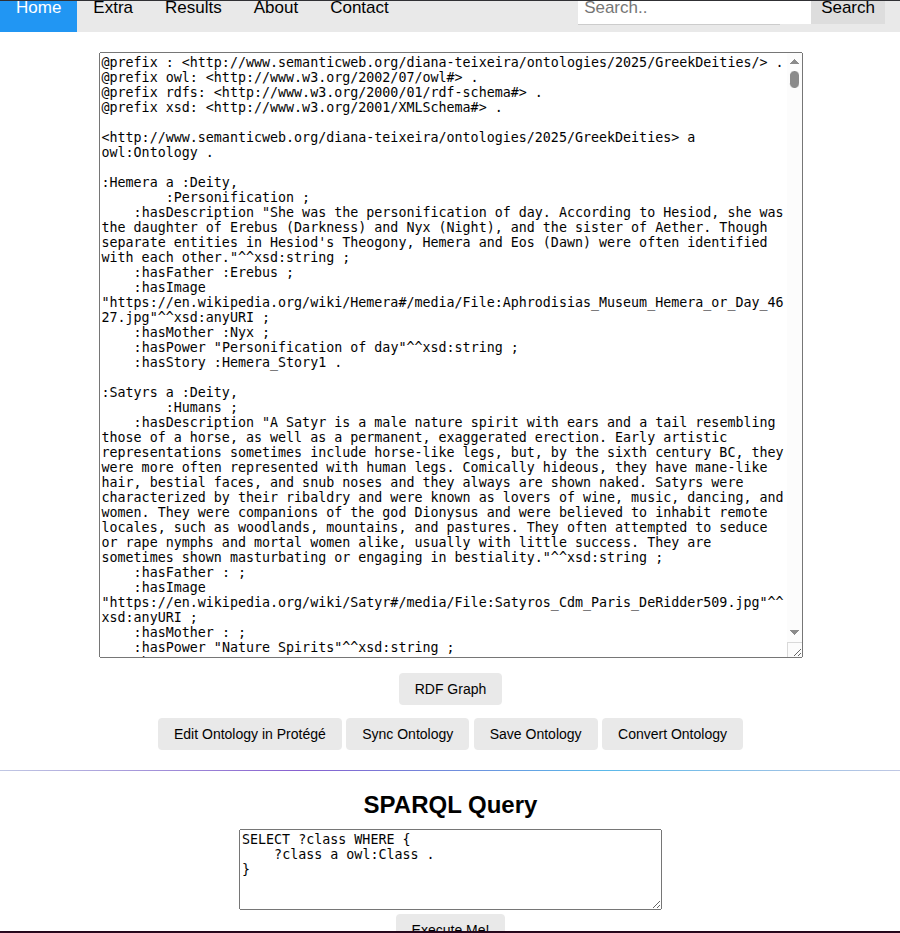 Home Extra Results About Contact Search.. Search
@prefix : <http://www.semanticweb.org/diana-teixeira/ontologies/2025/GreekDeities/> .
@prefix owl: <http://www.w3.org/2002/07/owl#> .
@prefix rdfs: <http://www.w3.org/2000/01/rdf-schema#> .
@prefix xsd: <http://www.w3.org/2001/XMLSchema#> .
<http://www.semanticweb.org/diana-teixeira/ontologies/2025/GreekDeities> a
owl:Ontology .
:Hemera a :Deity,
:Personification ;
:hasDescription "She was the personification of day. According to Hesiod, she was
the daughter of Erebus (Darkness) and Nyx (Night), and the sister of Aether. Though
separate entities in Hesiod's Theogony, Hemera and Eos (Dawn) were often identified
with each other."^^xsd:string ;
:hasFather :Erebus ;
:hasImage
"https://en.wikipedia.org/wiki/Hemera#/media/File:Aphrodisias_Museum_Hemera_or_Day_46
27.jpg"^^xsd:anyURI ;
:hasMother :Nyx ;
:hasPower "Personification of day"^^xsd:string ;
:hasStory :Hemera_Story1 .
:Satyrs a :Deity,
:Humans ;
:hasDescription "A Satyr is a male nature spirit with ears and a tail resembling
those of a horse, as well as a permanent, exaggerated erection. Early artistic
representations sometimes include horse-like legs, but, by the sixth century BC, they
were more often represented with human legs. Comically hideous, they have mane-like
hair, bestial faces, and snub noses and they always are shown naked. Satyrs were
characterized by their ribaldry and were known as lovers of wine, music, dancing, and
women. They were companions of the god Dionysus and were believed to inhabit remote
locales, such as woodlands, mountains, and pastures. They often attempted to seduce
or rape nymphs and mortal women alike, usually with little success. They are
sometimes shown masturbating or engaging in bestiality."^^xsd:string ;
:hasFather : ;
:hasImage
"https://en.wikipedia.org/wiki/Satyr#/media/File:Satyros_Cdm_Paris_DeRidder509.jpg"^^
xsd:anyURI ;
:hasMother : ;
:hasPower "Nature Spirits"^^xsd:string ;
RDF Graph
Edit Ontology in Protégé Sync Ontology Save Ontology Convert Ontology
SPARQL Query
SELECT ?class WHERE {
?class a owl:Class .
}
Execute Me!